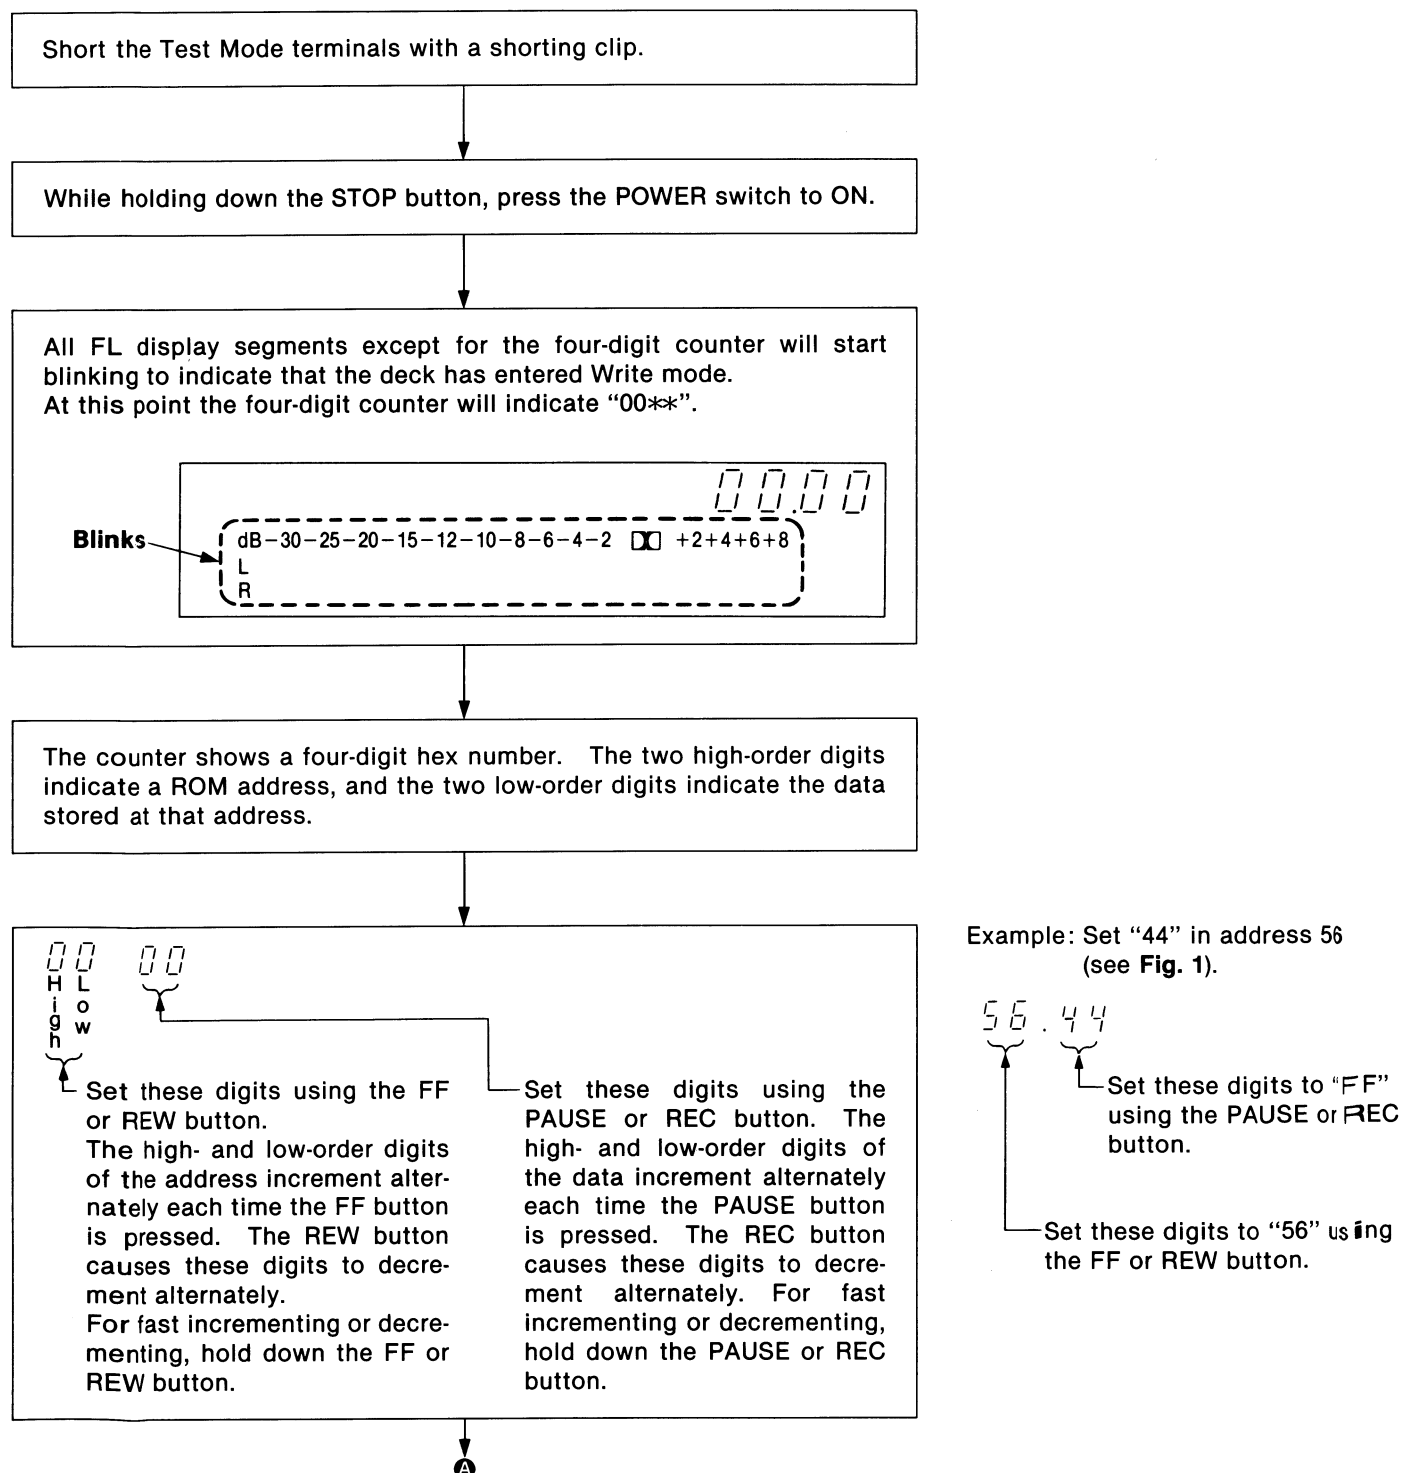 Short the Test Mode terminals with a shorting clip.
While holding down the STOP button, press the POWER switch to ON.
All FL display segments except for the four-digit counter will start
blinking to indicate that the deck has entered Write mode.
At this point the four-digit counter will indicate “00**”.
00.00
Blinks
dB–30–25–20–15–12–10–8–6–4–2 +2+4+6+8
L
R
The counter shows a four-digit hex number. The two high-order digits
indicate a ROM address, and the two low-order digits indicate the data
stored at that address.
00 00
High Low
Set these digits using the FF
or REW button.
The high- and low-order digits
of the address increment alter-
nately each time the FF button
is pressed. The REW button
causes these digits to decre-
ment alternately.
For fast incrementing or decre-
menting, hold down the FF or
REW button.
Set these digits using the
PAUSE or REC button. The
high- and low-order digits of
the data increment alternately
each time the PAUSE button
is pressed. The REC button
causes these digits to decre-
ment alternately. For fast
incrementing or decrementing,
hold down the PAUSE or REC
button.
Example: Set “44” in address 56
(see Fig. 1).
56.44
Set these digits to “FF”
using the PAUSE or REC
button.
Set these digits to “56” using
the FF or REW button.
A